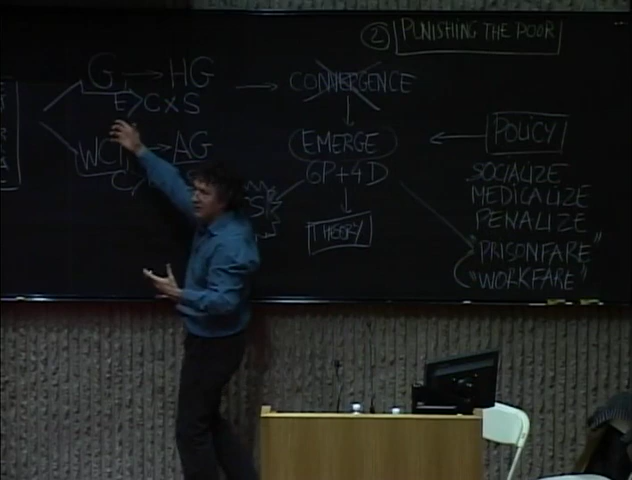 ② PUNISHING THE POOR
G → HG → CONVERGENCE
E > C x S
WC → AG
EMERGE ← POLICY
6P+4D
THEORY
SOCIALIZE
MEDICALIZE
PENALIZE
"PRISONFARE"
"WORKFARE"